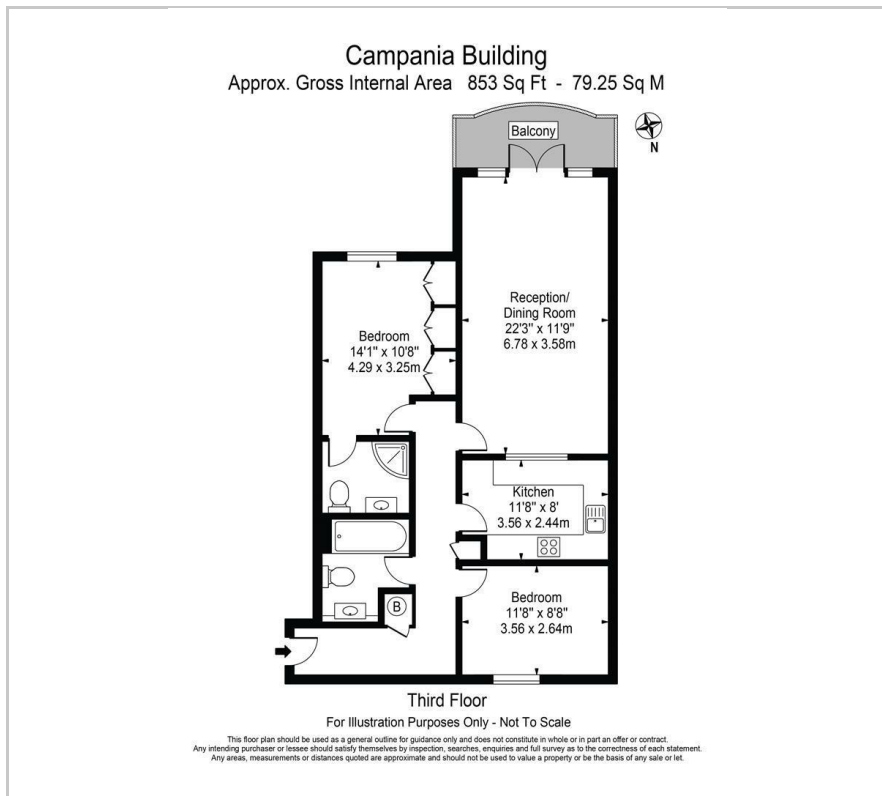 Campania Building
Approx. Gross Internal Area 853 Sq Ft - 79.25 Sq M
Balcony
N
Reception/
Dining Room
22'3" x 11'9"
6.78 x 3.58m
Bedroom
14'1" x 10'8"
4.29 x 3.25m
Kitchen
11'8" x 8'
3.56 x 2.44m
B
Bedroom
11'8" x 8'8"
3.56 x 2.64m
Third Floor
For Illustration Purposes Only - Not To Scale
This floor plan should be used as a general outline for guidance only and does not constitute in whole or in part an offer or contract.
Any intending purchaser or lessee should satisfy themselves by inspection, searches, enquiries and full survey as to the correctness of each statement.
Any areas, measurements or distances quoted are approximate and should not be used to value a property or be the basis of any sale or let.